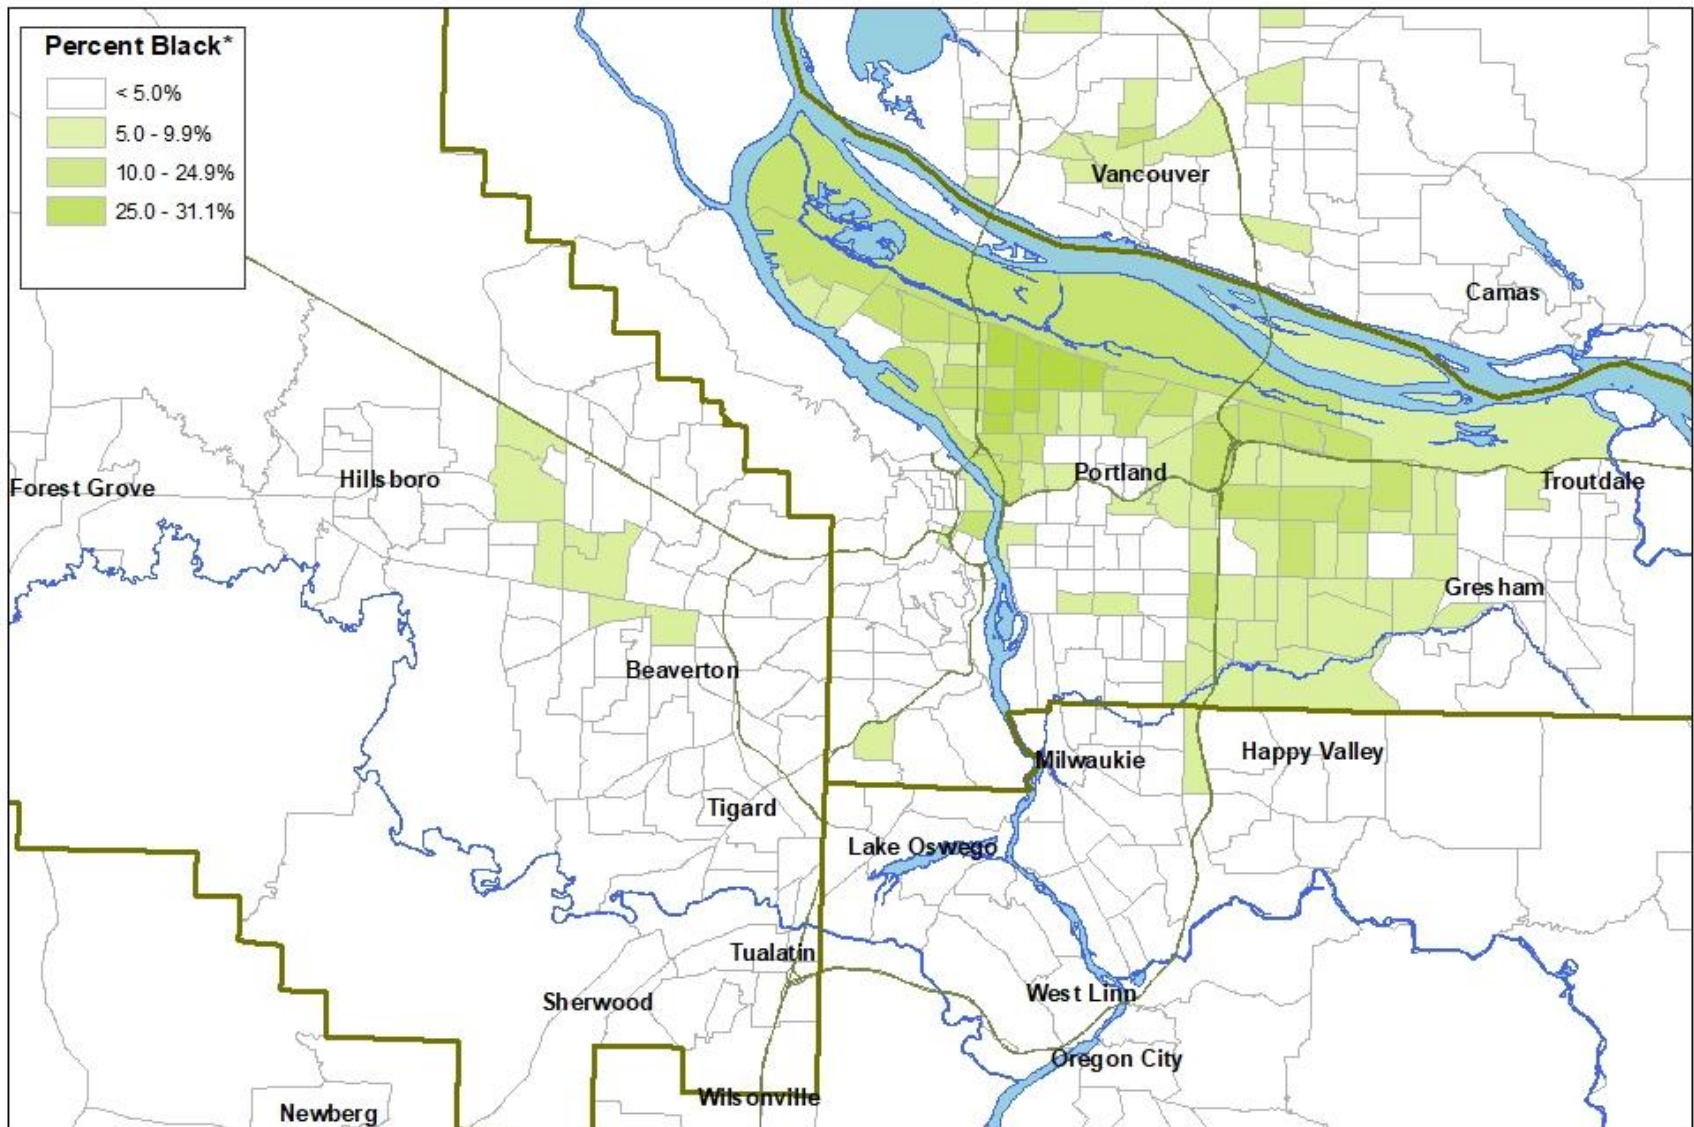 Percent Black*
< 5.0%
5.0 - 9.9%
10.0 - 24.9%
25.0 - 31.1%
Vancouver
Camas
Forest Grove
Hillsboro
Portland
Troutdale
Gresham
Beaverton
Milwaukie
Happy Valley
Tigard
Lake Oswego
Tualatin
Sherwood
West Linn
Oregon City
Wilsonville
Newberg